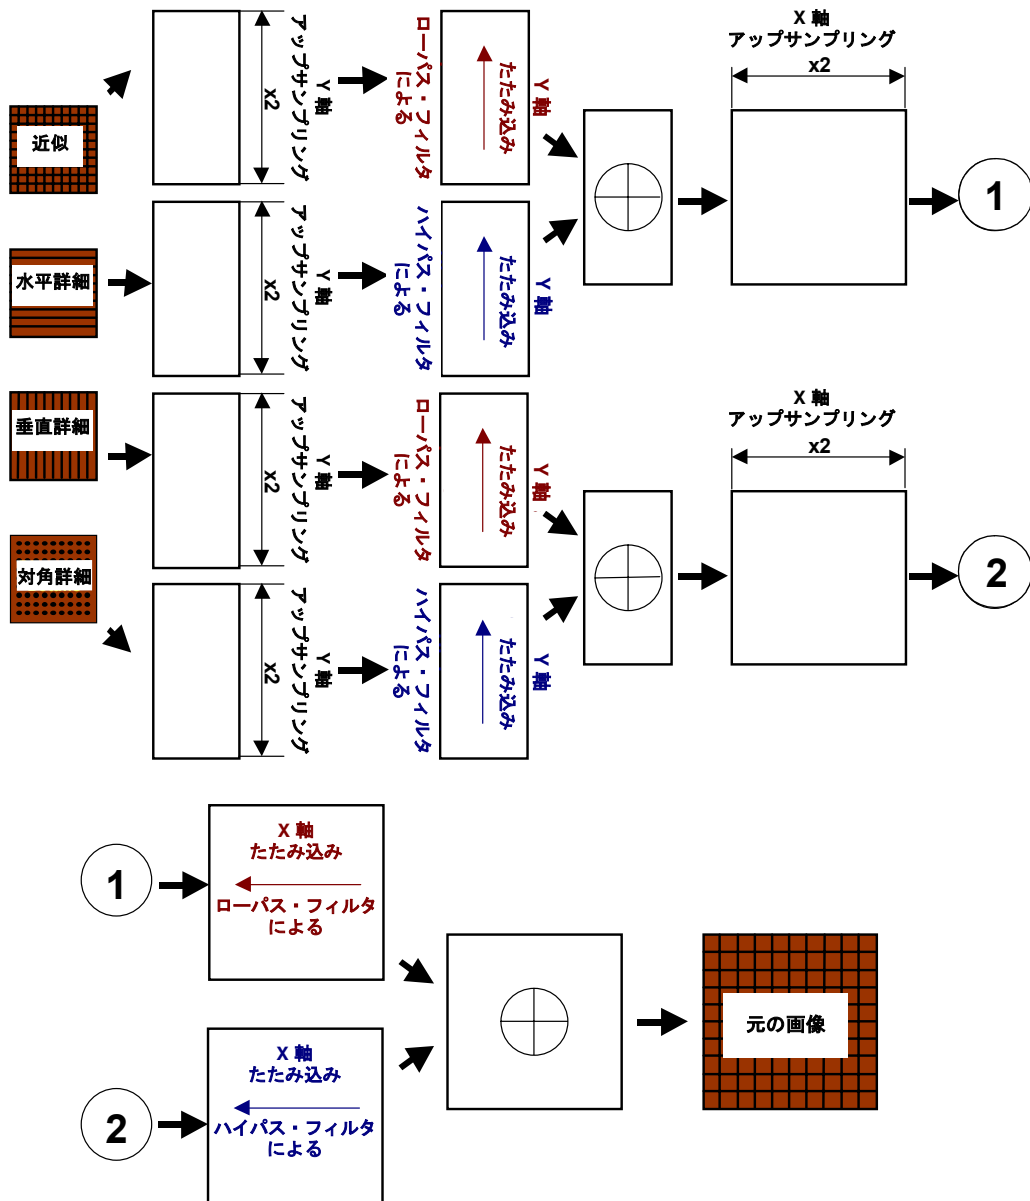 近似
x2
Y 軸
アップサンプリング
Y 軸
たたみ込み
ローパス・フィルタ
による
X 軸
アップサンプリング
x2
1
水平詳細
x2
Y 軸
アップサンプリング
Y 軸
たたみ込み
ハイパス・フィルタ
による
垂直詳細
x2
Y 軸
アップサンプリング
Y 軸
たたみ込み
ローパス・フィルタ
による
X 軸
アップサンプリング
x2
2
対角詳細
x2
Y 軸
アップサンプリング
Y 軸
たたみ込み
ハイパス・フィルタ
による
1
X 軸
たたみ込み
ローパス・フィルタ
による
元の画像
2
X 軸
たたみ込み
ハイパス・フィルタ
による